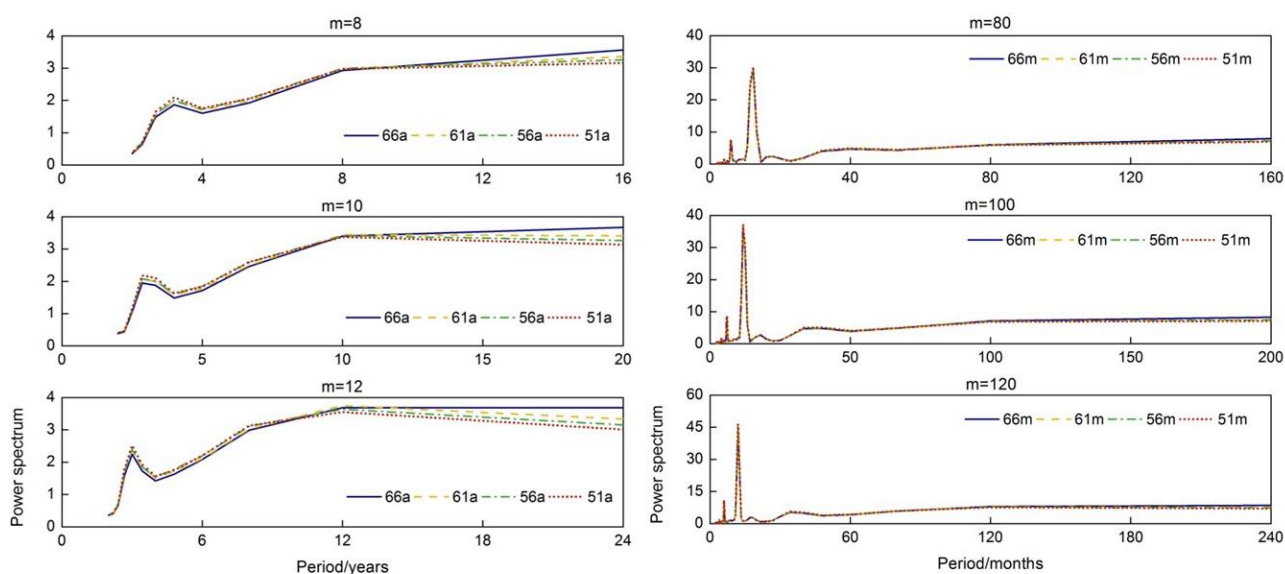 m=8
4
3
2
1
0
66a 61a 56a 51a
0 4 8 12 16
m=10
4
3
2
1
0
66a 61a 56a 51a
0 5 10 15 20
m=12
4
3
2
1
0
Power spectrum
66a 61a 56a 51a
0 6 12 18 24
Period/years
m=80
40
30
20
10
0
66m 61m 56m 51m
0 40 80 120 160
m=100
40
30
20
10
0
66m 61m 56m 51m
0 50 100 150 200
m=120
60
45
30
15
0
Power spectrum
66m 61m 56m 51m
0 60 120 180 240
Period/months